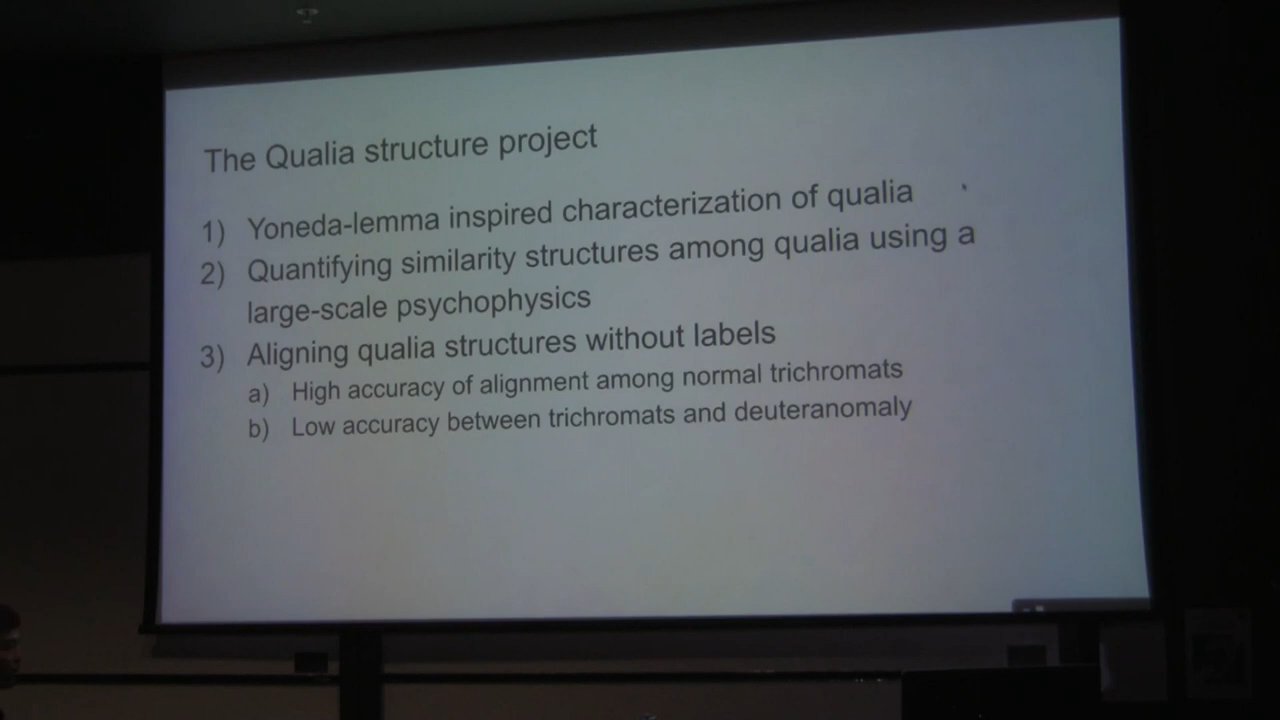 The Qualia structure project
1) Yoneda-lemma inspired characterization of qualia
2) Quantifying similarity structures among qualia using a
large-scale psychophysics
3) Aligning qualia structures without labels
a) High accuracy of alignment among normal trichromats
b) Low accuracy between trichromats and deuteranomaly